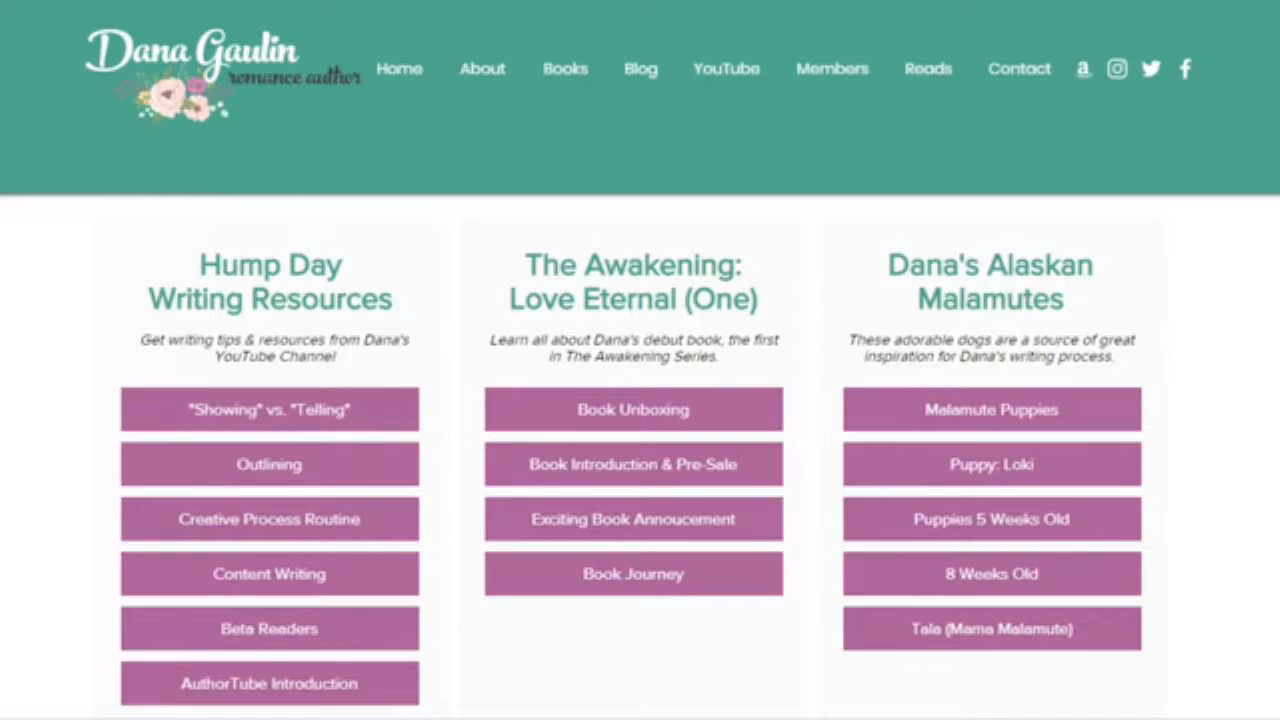 Dana Gaulin
romance author
Home About Books Blog YouTube Members Reads Contact
Hump Day
Writing Resources
Get writing tips & resources from Dana's
YouTube Channel
"Showing" vs. "Telling"
Outlining
Creative Process Routine
Content Writing
Beta Readers
AuthorTube Introduction
The Awakening:
Love Eternal (One)
Learn all about Dana's debut book, the first
in The Awakening Series.
Book Unboxing
Book Introduction & Pre-Sale
Exciting Book Annoucement
Book Journey
Dana's Alaskan
Malamutes
These adorable dogs are a source of great
inspiration for Dana's writing process.
Malamute Puppies
Puppy: Loki
Puppies 5 Weeks Old
8 Weeks Old
Tala (Mama Malamute)